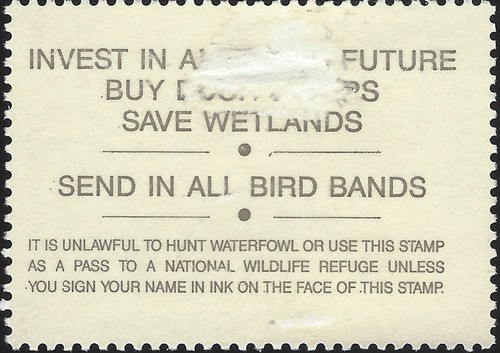 INVEST IN FUTURE
BUY
SAVE WETLANDS
SEND IN ALL BIRD BANDS
IT IS UNLAWFUL TO HUNT WATERFOWL OR USE THIS STAMP
AS A PASS TO A NATIONAL WILDLIFE REFUGE UNLESS
YOU SIGN YOUR NAME IN INK ON THE FACE OF THIS STAMP.